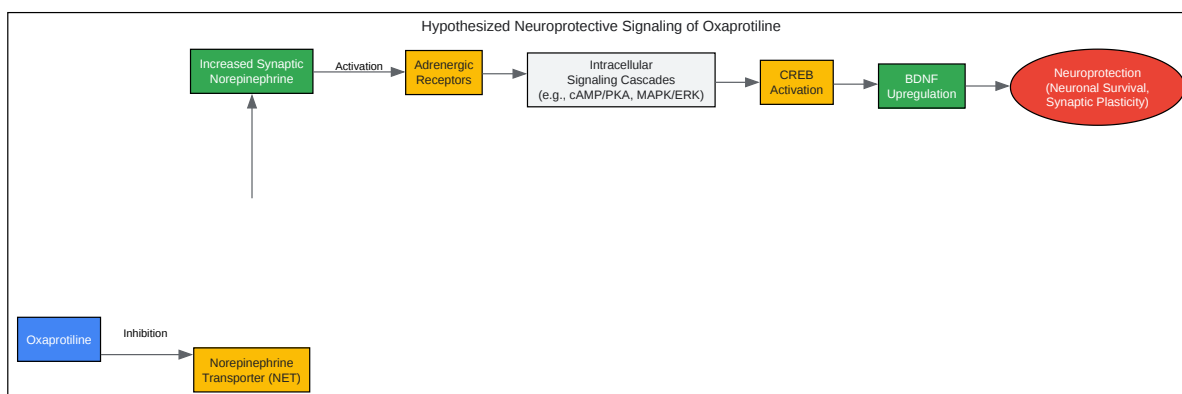 Hypothesized Neuroprotective Signaling of Oxaprotiline
Increased Synaptic
Norepinephrine
Activation
Adrenergic
Receptors
Intracellular
Signaling Cascades
(e.g., cAMP/PKA, MAPK/ERK)
CREB
Activation
BDNF
Upregulation
Neuroprotection
(Neuronal Survival,
Synaptic Plasticity)
Oxaprotiline
Inhibition
Norepinephrine
Transporter (NET)